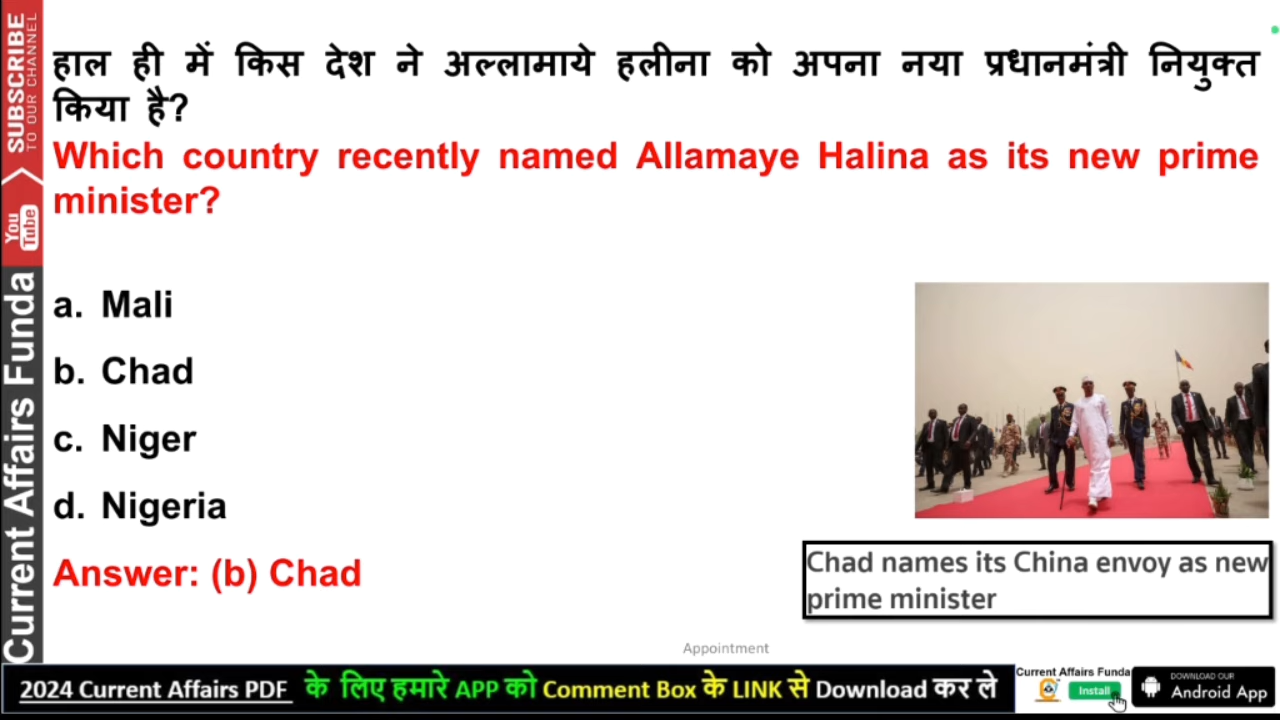 SUBSCRIBE
TO OUR CHANNEL
You
Tube
Current Affairs Funda
हाल ही में किस देश ने अल्लामाये हलीना को अपना नया प्रधानमंत्री नियुक्त
किया है?
Which country recently named Allamaye Halina as its new prime
minister?
a. Mali
b. Chad
c. Niger
d. Nigeria
Answer: (b) Chad
Chad names its China envoy as new
prime minister
Appointment
2024 Current Affairs PDF के लिए हमारे APP को Comment Box के LINK से Download कर ले
Current Affairs Funda
Install
DOWNLOAD OUR
Android App